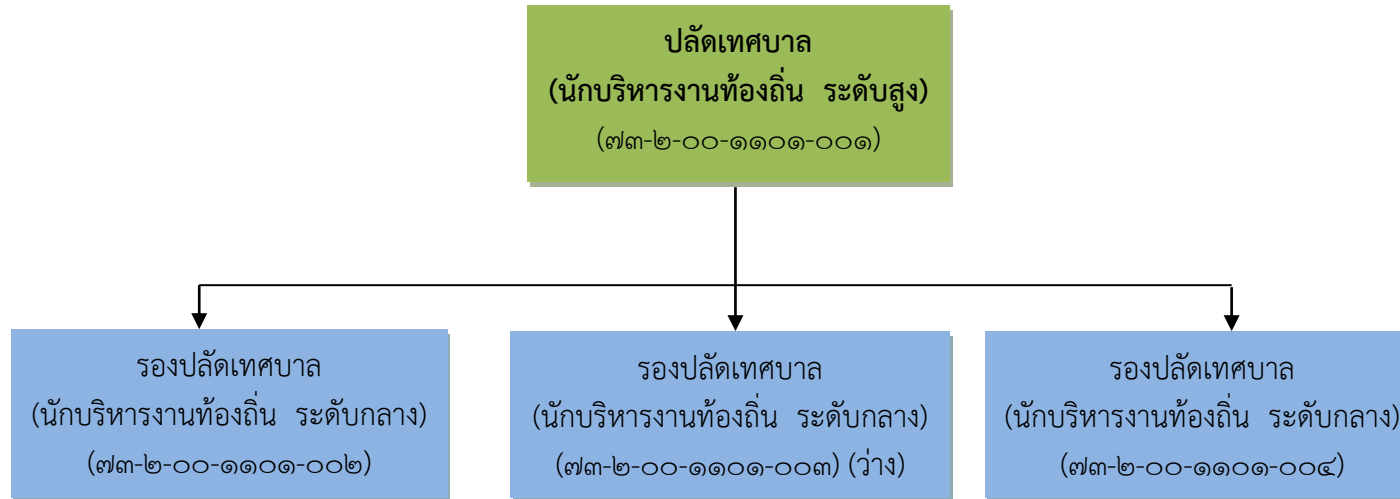 ปลัดเทศบาล
(นักบริหารงานท้องถิ่น ระดับสูง)
(๗๓-๒-๐๐-๑๑๐๑-๐๐๑)
รองปลัดเทศบาล
(นักบริหารงานท้องถิ่น ระดับกลาง)
(๗๓-๒-๐๐-๑๑๐๑-๐๐๒)
รองปลัดเทศบาล
(นักบริหารงานท้องถิ่น ระดับกลาง)
(๗๓-๒-๐๐-๑๑๐๑-๐๐๓) (ว่าง)
รองปลัดเทศบาล
(นักบริหารงานท้องถิ่น ระดับกลาง)
(๗๓-๒-๐๐-๑๑๐๑-๐๐๔)